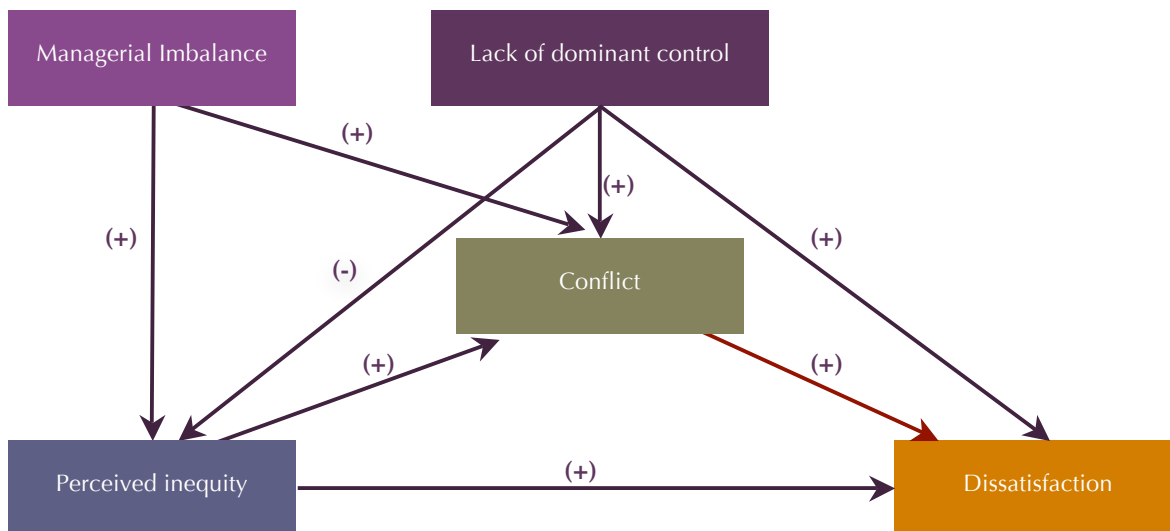 Managerial Imbalance
Lack of dominant control
(+)
(+)
(+)
(+)
(-)
Conflict
(+)
(+)
Perceived inequity
(+)
Dissatisfaction